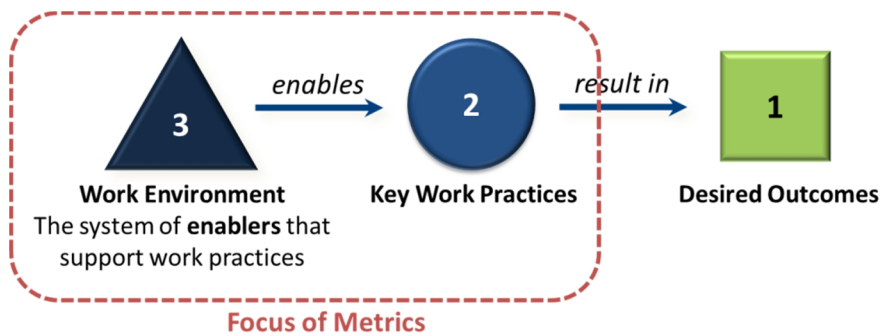 3
enables
2
result in
1
Work Environment
The system of enablers that
support work practices
Key Work Practices
Desired Outcomes
Focus of Metrics